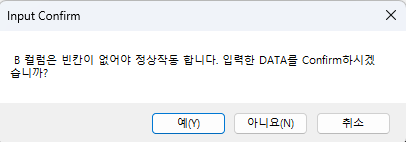 Input Confirm
B 컬럼은 빈칸이 없어야 정상작동 합니다. 입력한 DATA를 Confirm하시겠
습니까?
예(Y)
아니요(N)
취소